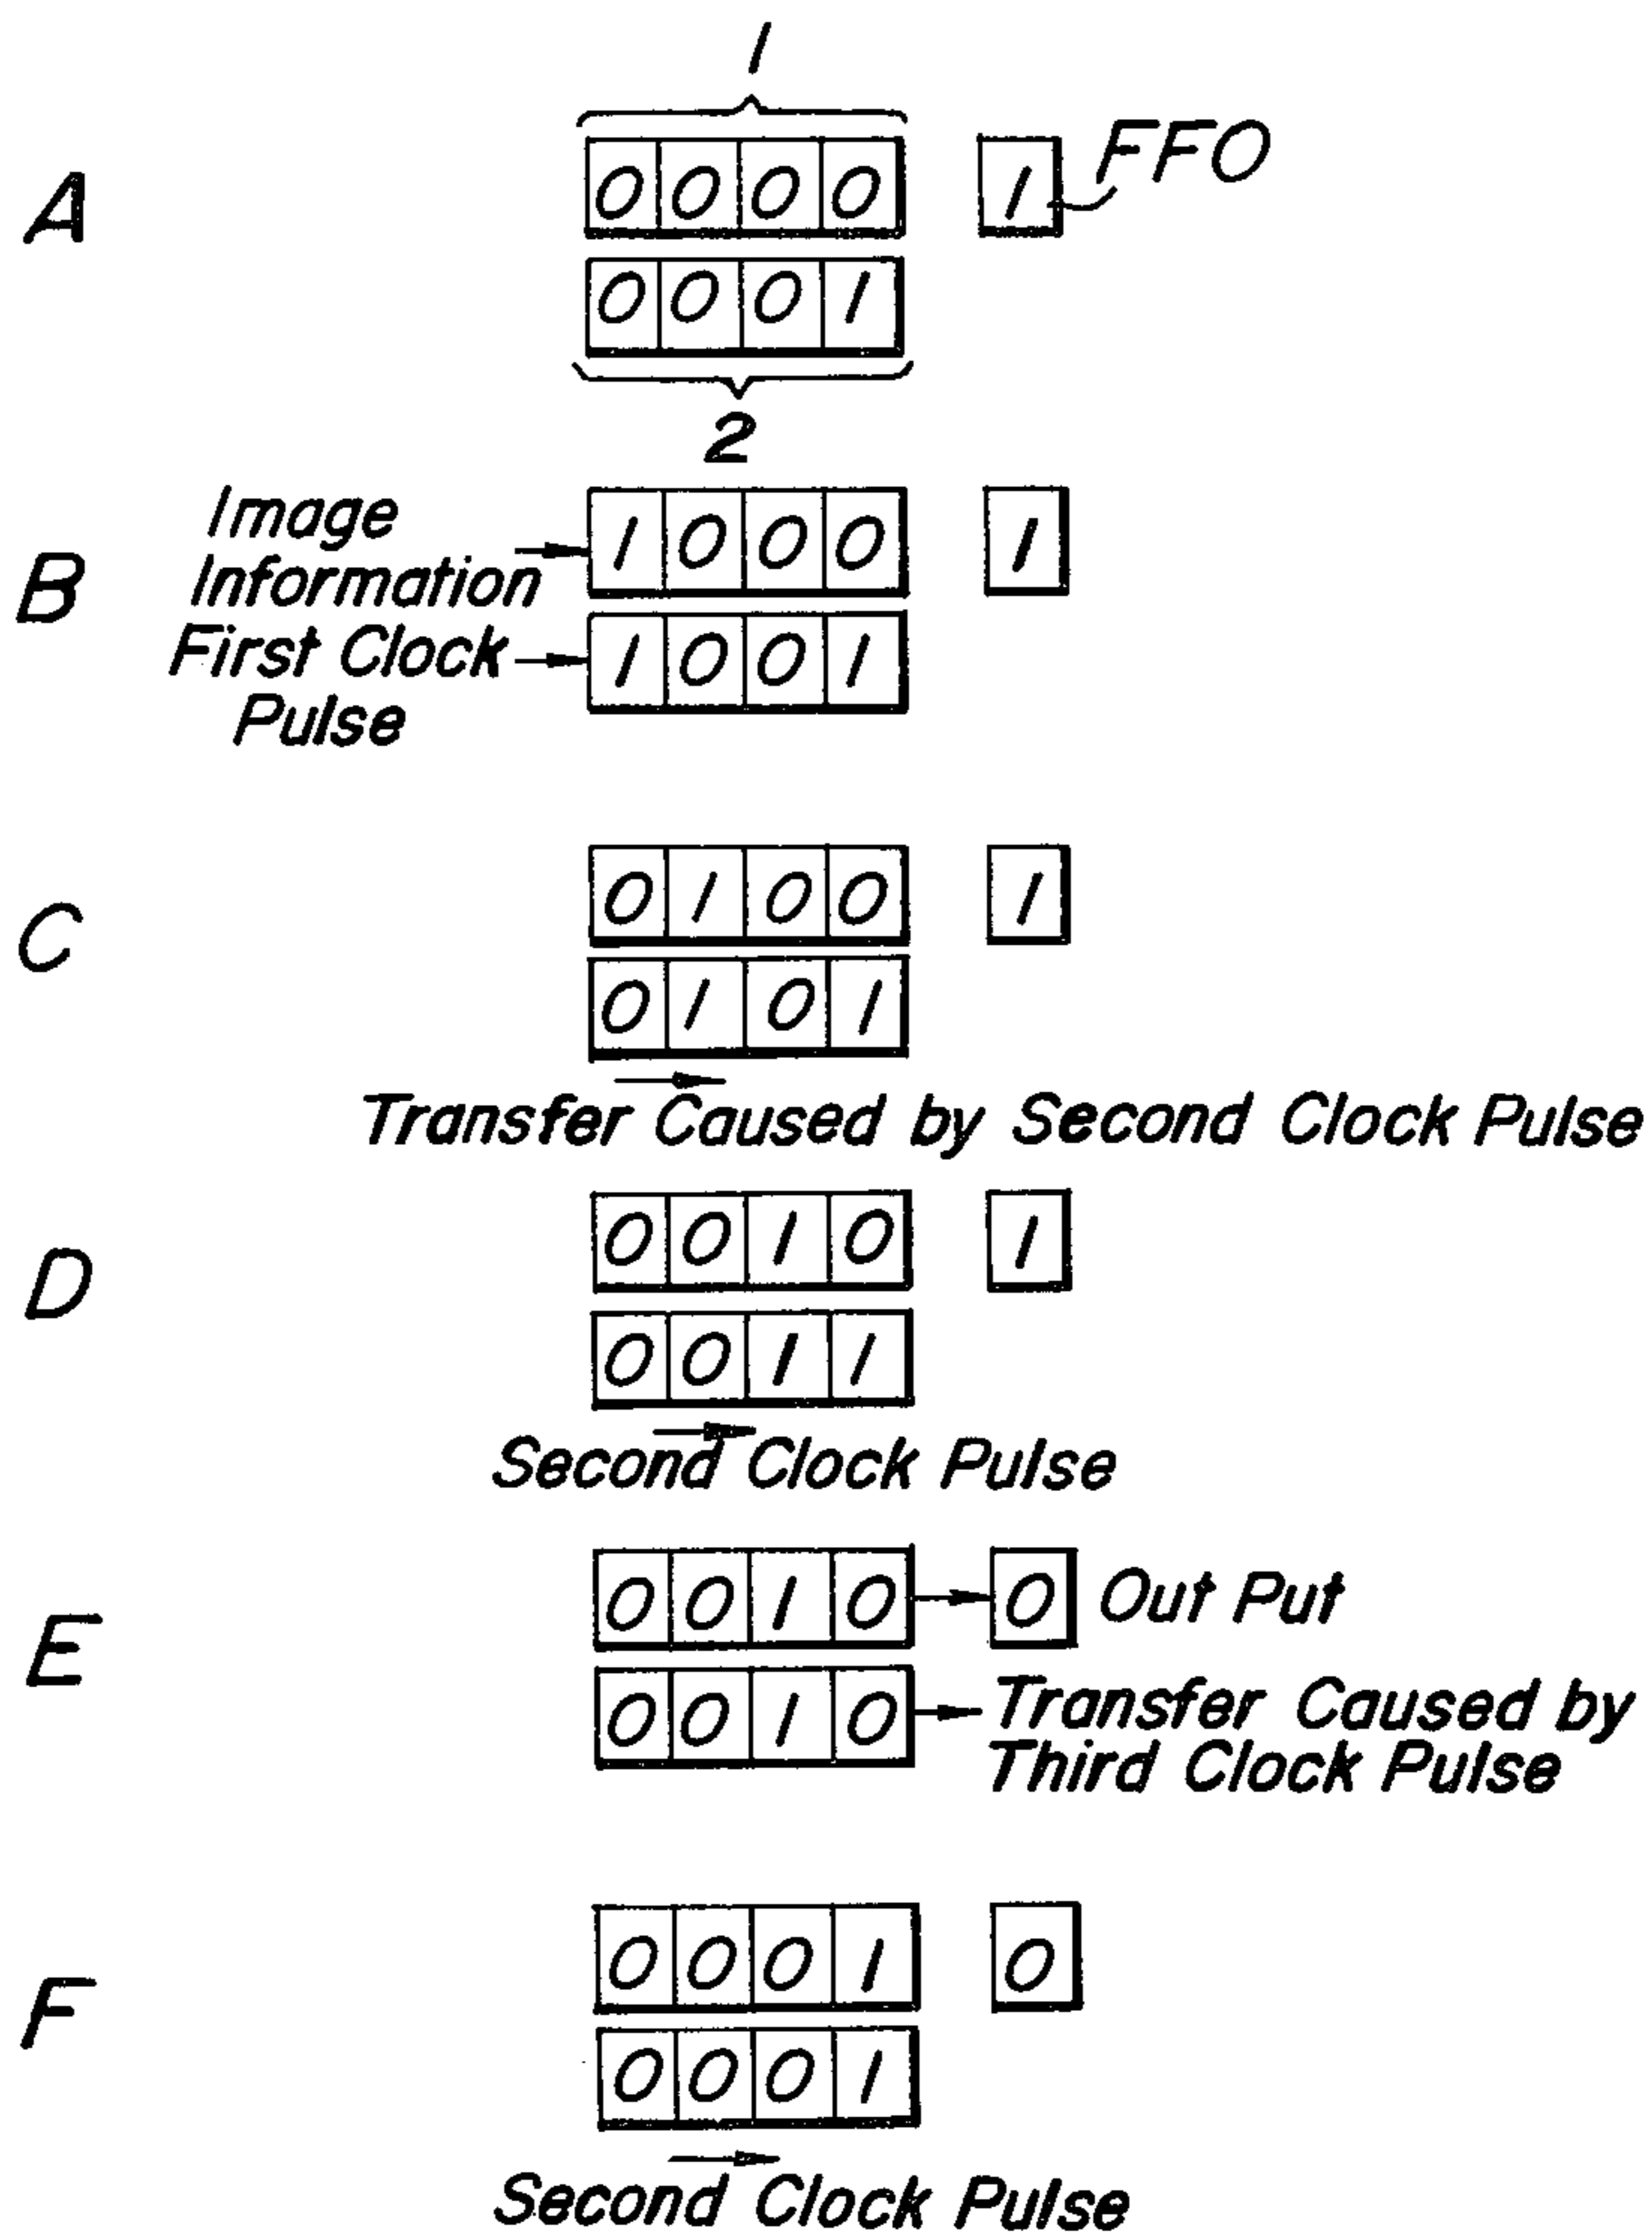 1
A 0 0 0 0 1 FFO
0 0 0 1
2
Image
Information
B 1 0 0 0 1
First Clock
Pulse
1 0 0 1
C 0 1 0 0 1
0 1 0 1
Transfer Caused by Second Clock Pulse
D 0 0 1 0 1
0 0 1 1
Second Clock Pulse
E 0 0 1 0 0 Out Put
0 0 1 0 Transfer Caused by
Third Clock Pulse
F 0 0 0 1 0
0 0 0 1
Second Clock Pulse